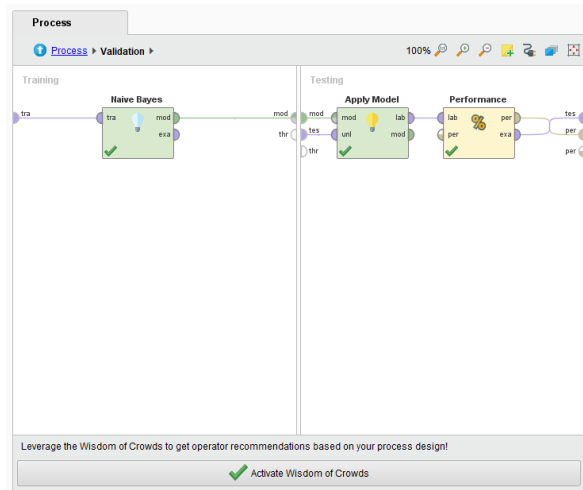 Process
Process ▸ Validation ▸ 100%
Training
Testing
Naive Bayes
Apply Model
Performance
tra
tra
mod
exa
mod
thr
mod
tes
thr
mod
unl
lab
mod
lab
per
per
exa
tes
per
per
Leverage the Wisdom of Crowds to get operator recommendations based on your process design!
Activate Wisdom of Crowds